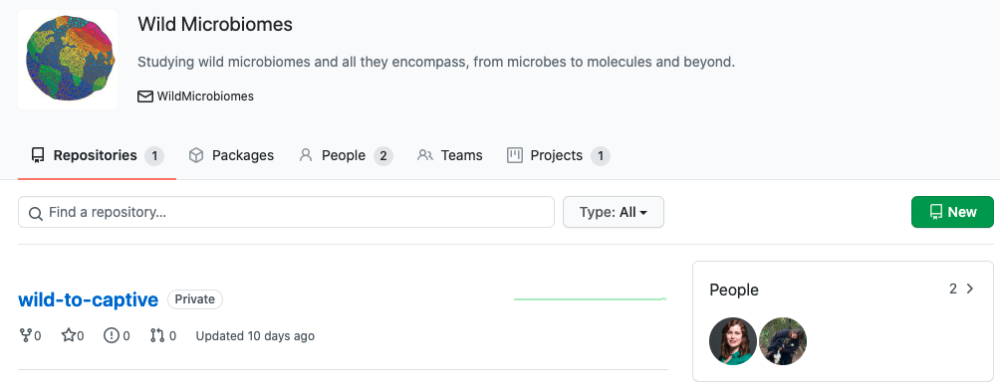 Wild Microbiomes
Studying wild microbiomes and all they encompass, from microbes to molecules and beyond.
WildMicrobiomes
Repositories 1 Packages People 2 Teams Projects 1
Find a repository... Type: All New
wild-to-captive Private
0 0 0 0 Updated 10 days ago
People 2